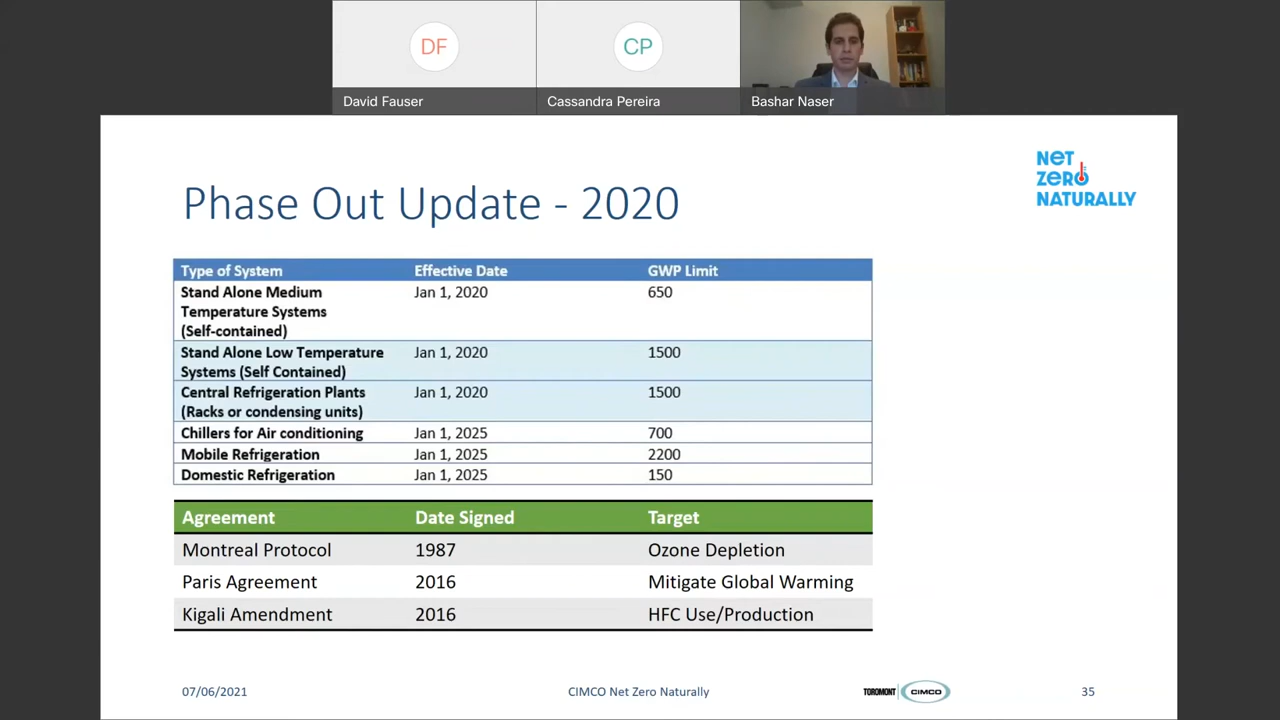 DF
CP
David Fauser
Cassandra Pereira
Bashar Naser
NET
ZERO
NATURALLY
Phase Out Update - 2020
Type of System Effective Date GWP Limit
Stand Alone Medium Jan 1, 2020 650
Temperature Systems
(Self-contained)
Stand Alone Low Temperature Jan 1, 2020 1500
Systems (Self Contained)
Central Refrigeration Plants Jan 1, 2020 1500
(Racks or condensing units)
Chillers for Air conditioning Jan 1, 2025 700
Mobile Refrigeration Jan 1, 2025 2200
Domestic Refrigeration Jan 1, 2025 150
Agreement Date Signed Target
Montreal Protocol 1987 Ozone Depletion
Paris Agreement 2016 Mitigate Global Warming
Kigali Amendment 2016 HFC Use/Production
07/06/2021 CIMCO Net Zero Naturally TOROMONT CIMCO 35